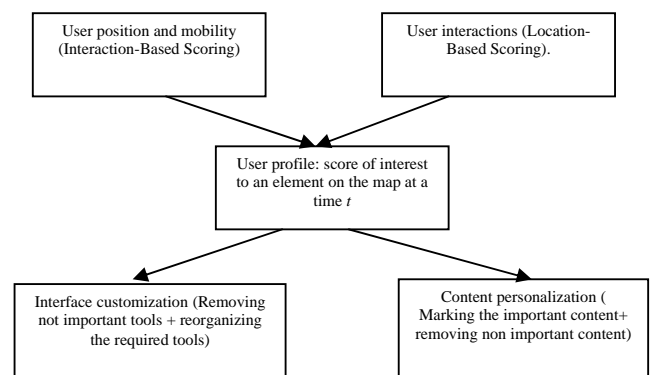 User position and mobility
(Interaction-Based Scoring)
User interactions (Location-
Based Scoring).
User profile: score of interest
to an element on the map at a
time t
Interface customization (Removing
not important tools + reorganizing
the required tools)
Content personalization (
Marking the important content+
removing non important content)